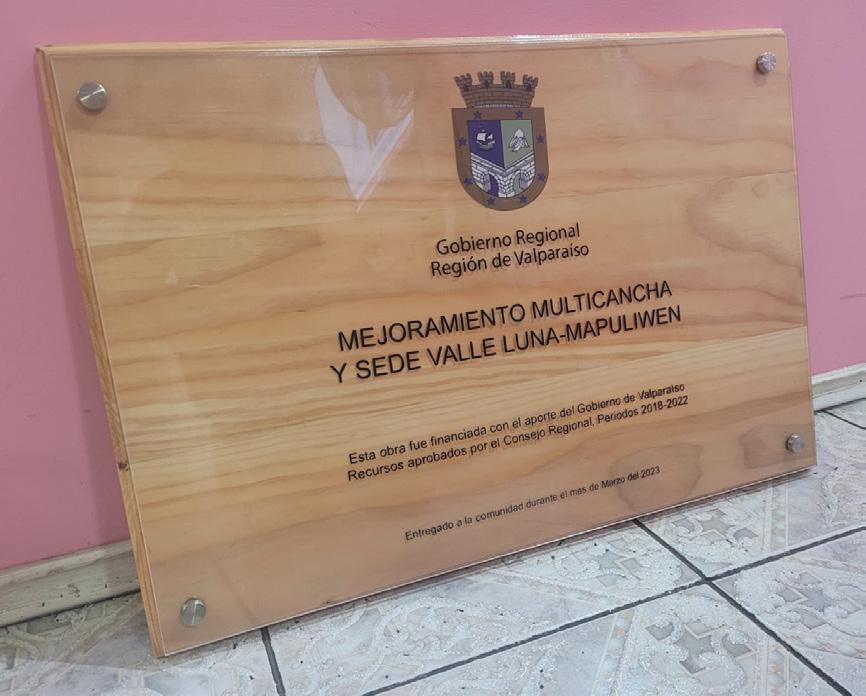 Gobierno Regional
Región de Valparaíso
MEJORAMIENTO MULTICANCHA
Y SEDE VALLE LUNA-MAPULIWEN
Esta obra fue financiada con el aporte del Gobierno de Valparaíso
Recursos aprobados por el Consejo Regional, Periodos 2018-2022
Entregado a la comunidad durante el mes de Marzo del 2023